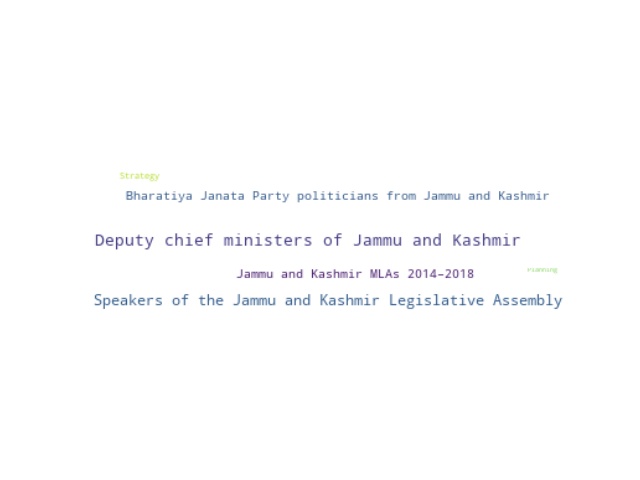 Strategy
Bharatiya Janata Party politicians from Jammu and Kashmir
Deputy chief ministers of Jammu and Kashmir
Planning
Jammu and Kashmir MLAs 2014–2018
Speakers of the Jammu and Kashmir Legislative Assembly